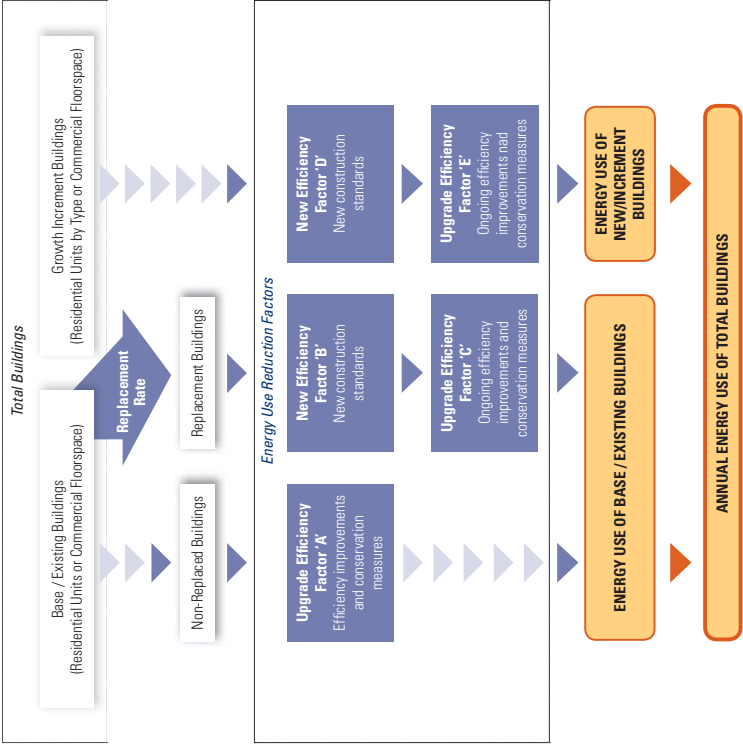 Total Buildings
Base / Existing Buildings
(Residential Units or Commercial Floorspace)
Growth Increment Buildings
(Residential Units by Type or Commercial Floorspace)
Replacement
Rate
Non-Replaced Buildings
Replacement Buildings
Energy Use Reduction Factors
Upgrade Efficiency
Factor ‘A’
Efficiency improvements
and conservation
measures
New Efficiency
Factor ‘B’
New construction
standards
New Efficiency
Factor ‘D’
New construction
standards
Upgrade Efficiency
Factor ‘C’
Ongoing efficiency
improvements and
conservation measures
Upgrade Efficiency
Factor ‘E’
Ongoing efficiency
improvements nad
conservation measures
ENERGY USE OF BASE / EXISTING BUILDINGS
ENERGY USE OF
NEW/INCREMENT
BUILDINGS
ANNUAL ENERGY USE OF TOTAL BUILDINGS